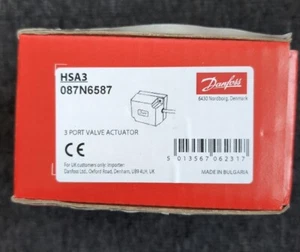 HSA3
087N6587
Danfoss
6430 Nordborg, Denmark
3 PORT VALVE ACTUATOR
CE
For UK customers only: Importer
Danfoss Ltd., Oxford Road, Denham, UB9 4LH, UK
5 013567 062317
MADE IN BULGARIA